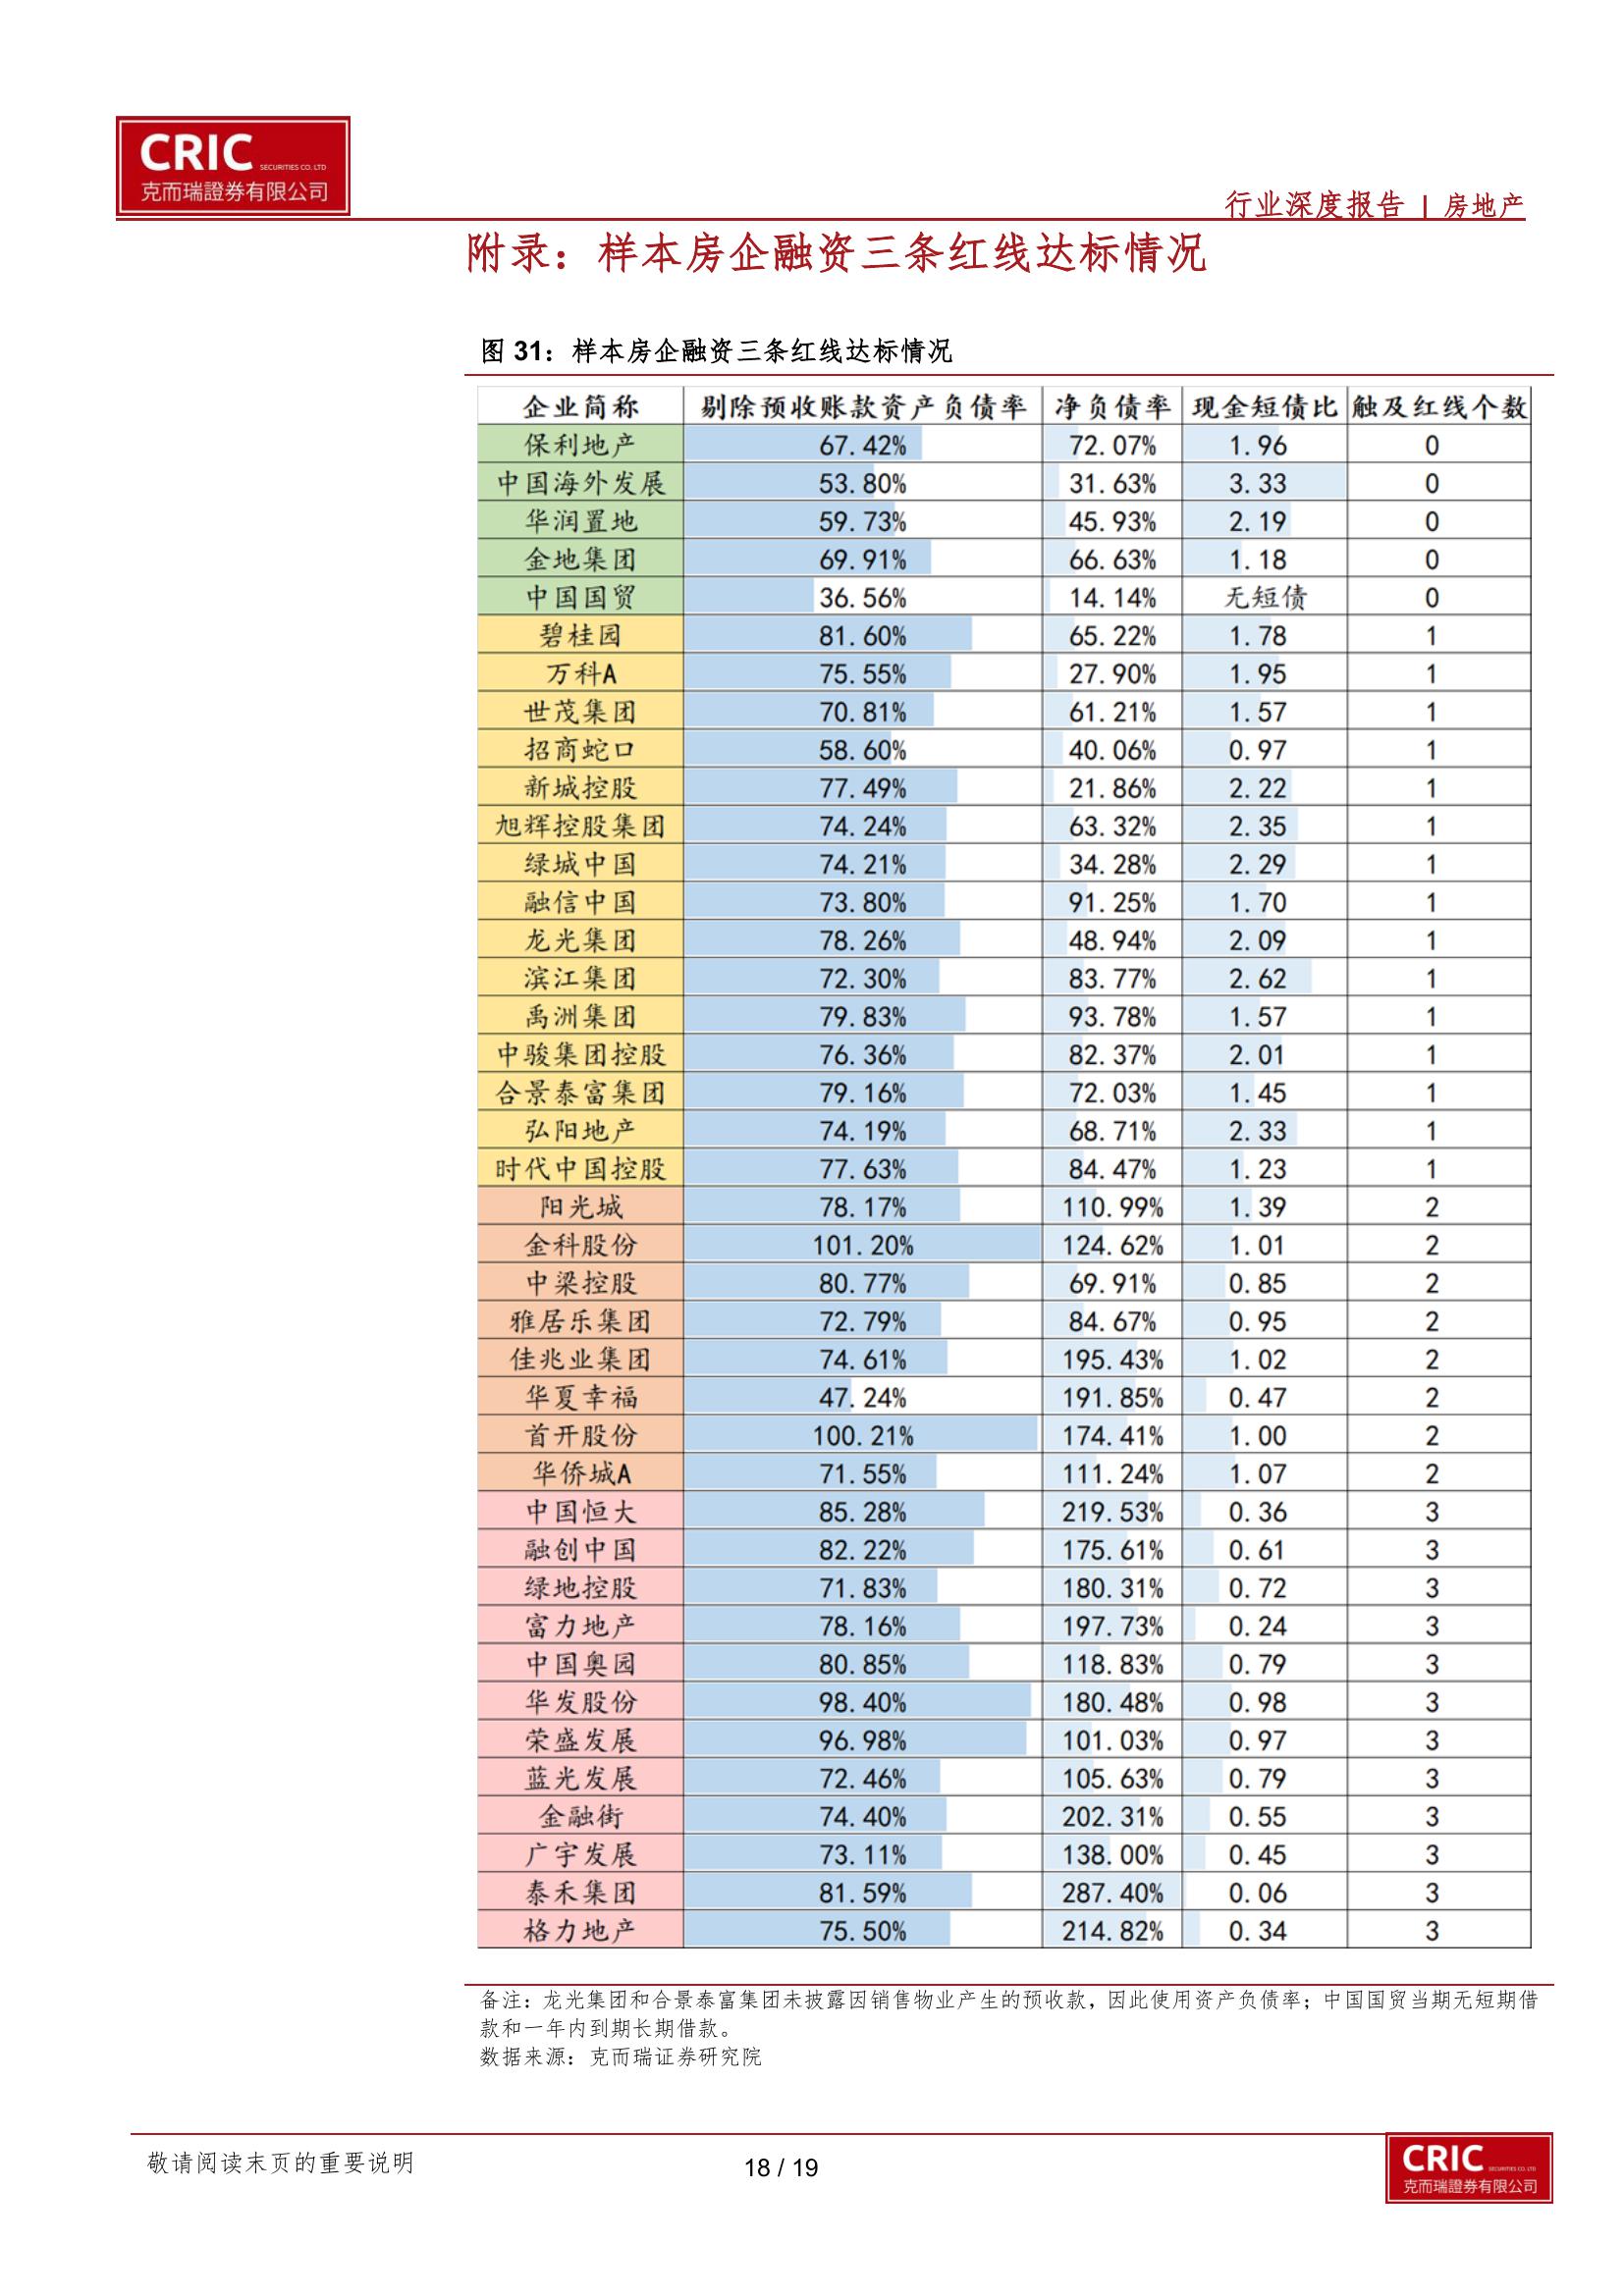 CRIC SECURITIES CO. LTD
克而瑞證券有限公司
行业深度报告 | 房地产
附录：样本房企融资三条红线达标情况
图 31：样本房企融资三条红线达标情况
企业简称 剔除预收账款资产负债率 净负债率 现金短债比 触及红线个数
保利地产 67.42% 72.07% 1.96 0
中国海外发展 53.80% 31.63% 3.33 0
华润置地 59.73% 45.93% 2.19 0
金地集团 69.91% 66.63% 1.18 0
中国国贸 36.56% 14.14% 无短债 0
碧桂园 81.60% 65.22% 1.78 1
万科A 75.55% 27.90% 1.95 1
世茂集团 70.81% 61.21% 1.57 1
招商蛇口 58.60% 40.06% 0.97 1
新城控股 77.49% 21.86% 2.22 1
旭辉控股集团 74.24% 63.32% 2.35 1
绿城中国 74.21% 34.28% 2.29 1
融信中国 73.80% 91.25% 1.70 1
龙光集团 78.26% 48.94% 2.09 1
滨江集团 72.30% 83.77% 2.62 1
禹洲集团 79.83% 93.78% 1.57 1
中骏集团控股 76.36% 82.37% 2.01 1
合景泰富集团 79.16% 72.03% 1.45 1
弘阳地产 74.19% 68.71% 2.33 1
时代中国控股 77.63% 84.47% 1.23 1
阳光城 78.17% 110.99% 1.39 2
金科股份 101.20% 124.62% 1.01 2
中梁控股 80.77% 69.91% 0.85 2
雅居乐集团 72.79% 84.67% 0.95 2
佳兆业集团 74.61% 195.43% 1.02 2
华夏幸福 47.24% 191.85% 0.47 2
首开股份 100.21% 174.41% 1.00 2
华侨城A 71.55% 111.24% 1.07 2
中国恒大 85.28% 219.53% 0.36 3
融创中国 82.22% 175.61% 0.61 3
绿地控股 71.83% 180.31% 0.72 3
富力地产 78.16% 197.73% 0.24 3
中国奥园 80.85% 118.83% 0.79 3
华发股份 98.40% 180.48% 0.98 3
荣盛发展 96.98% 101.03% 0.97 3
蓝光发展 72.46% 105.63% 0.79 3
金融街 74.40% 202.31% 0.55 3
广宇发展 73.11% 138.00% 0.45 3
泰禾集团 81.59% 287.40% 0.06 3
格力地产 75.50% 214.82% 0.34 3
备注：龙光集团和合景泰富集团未披露因销售物业产生的预收款，因此使用资产负债率；中国国贸当期无短期借
款和一年内到期长期借款。
数据来源：克而瑞证券研究院
敬请阅读末页的重要说明
18 / 19
CRIC SECURITIES CO. LTD
克而瑞證券有限公司